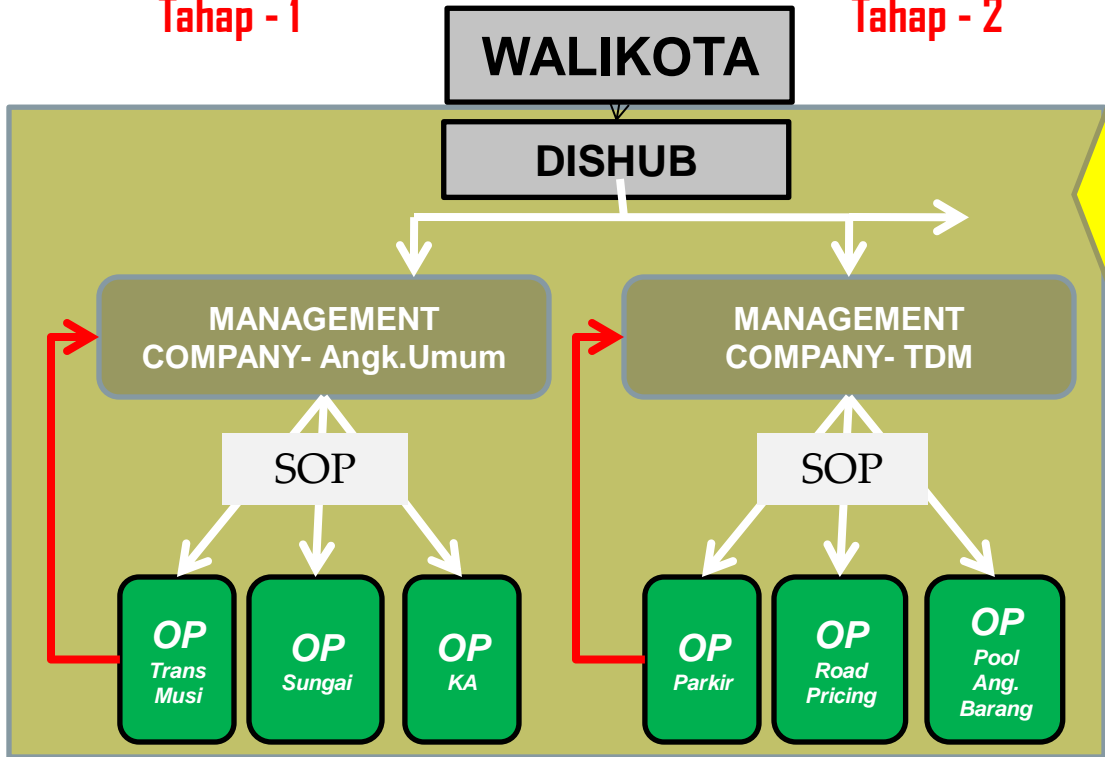 Tahap - 1
Tahap - 2
WALIKOTA
DISHUB
MANAGEMENT
COMPANY- Angk.Umum
MANAGEMENT
COMPANY- TDM
SOP
SOP
OP
Trans
Musi
OP
Sungai
OP
KA
OP
Parkir
OP
Road
Pricing
OP
Pool
Ang.
Barang